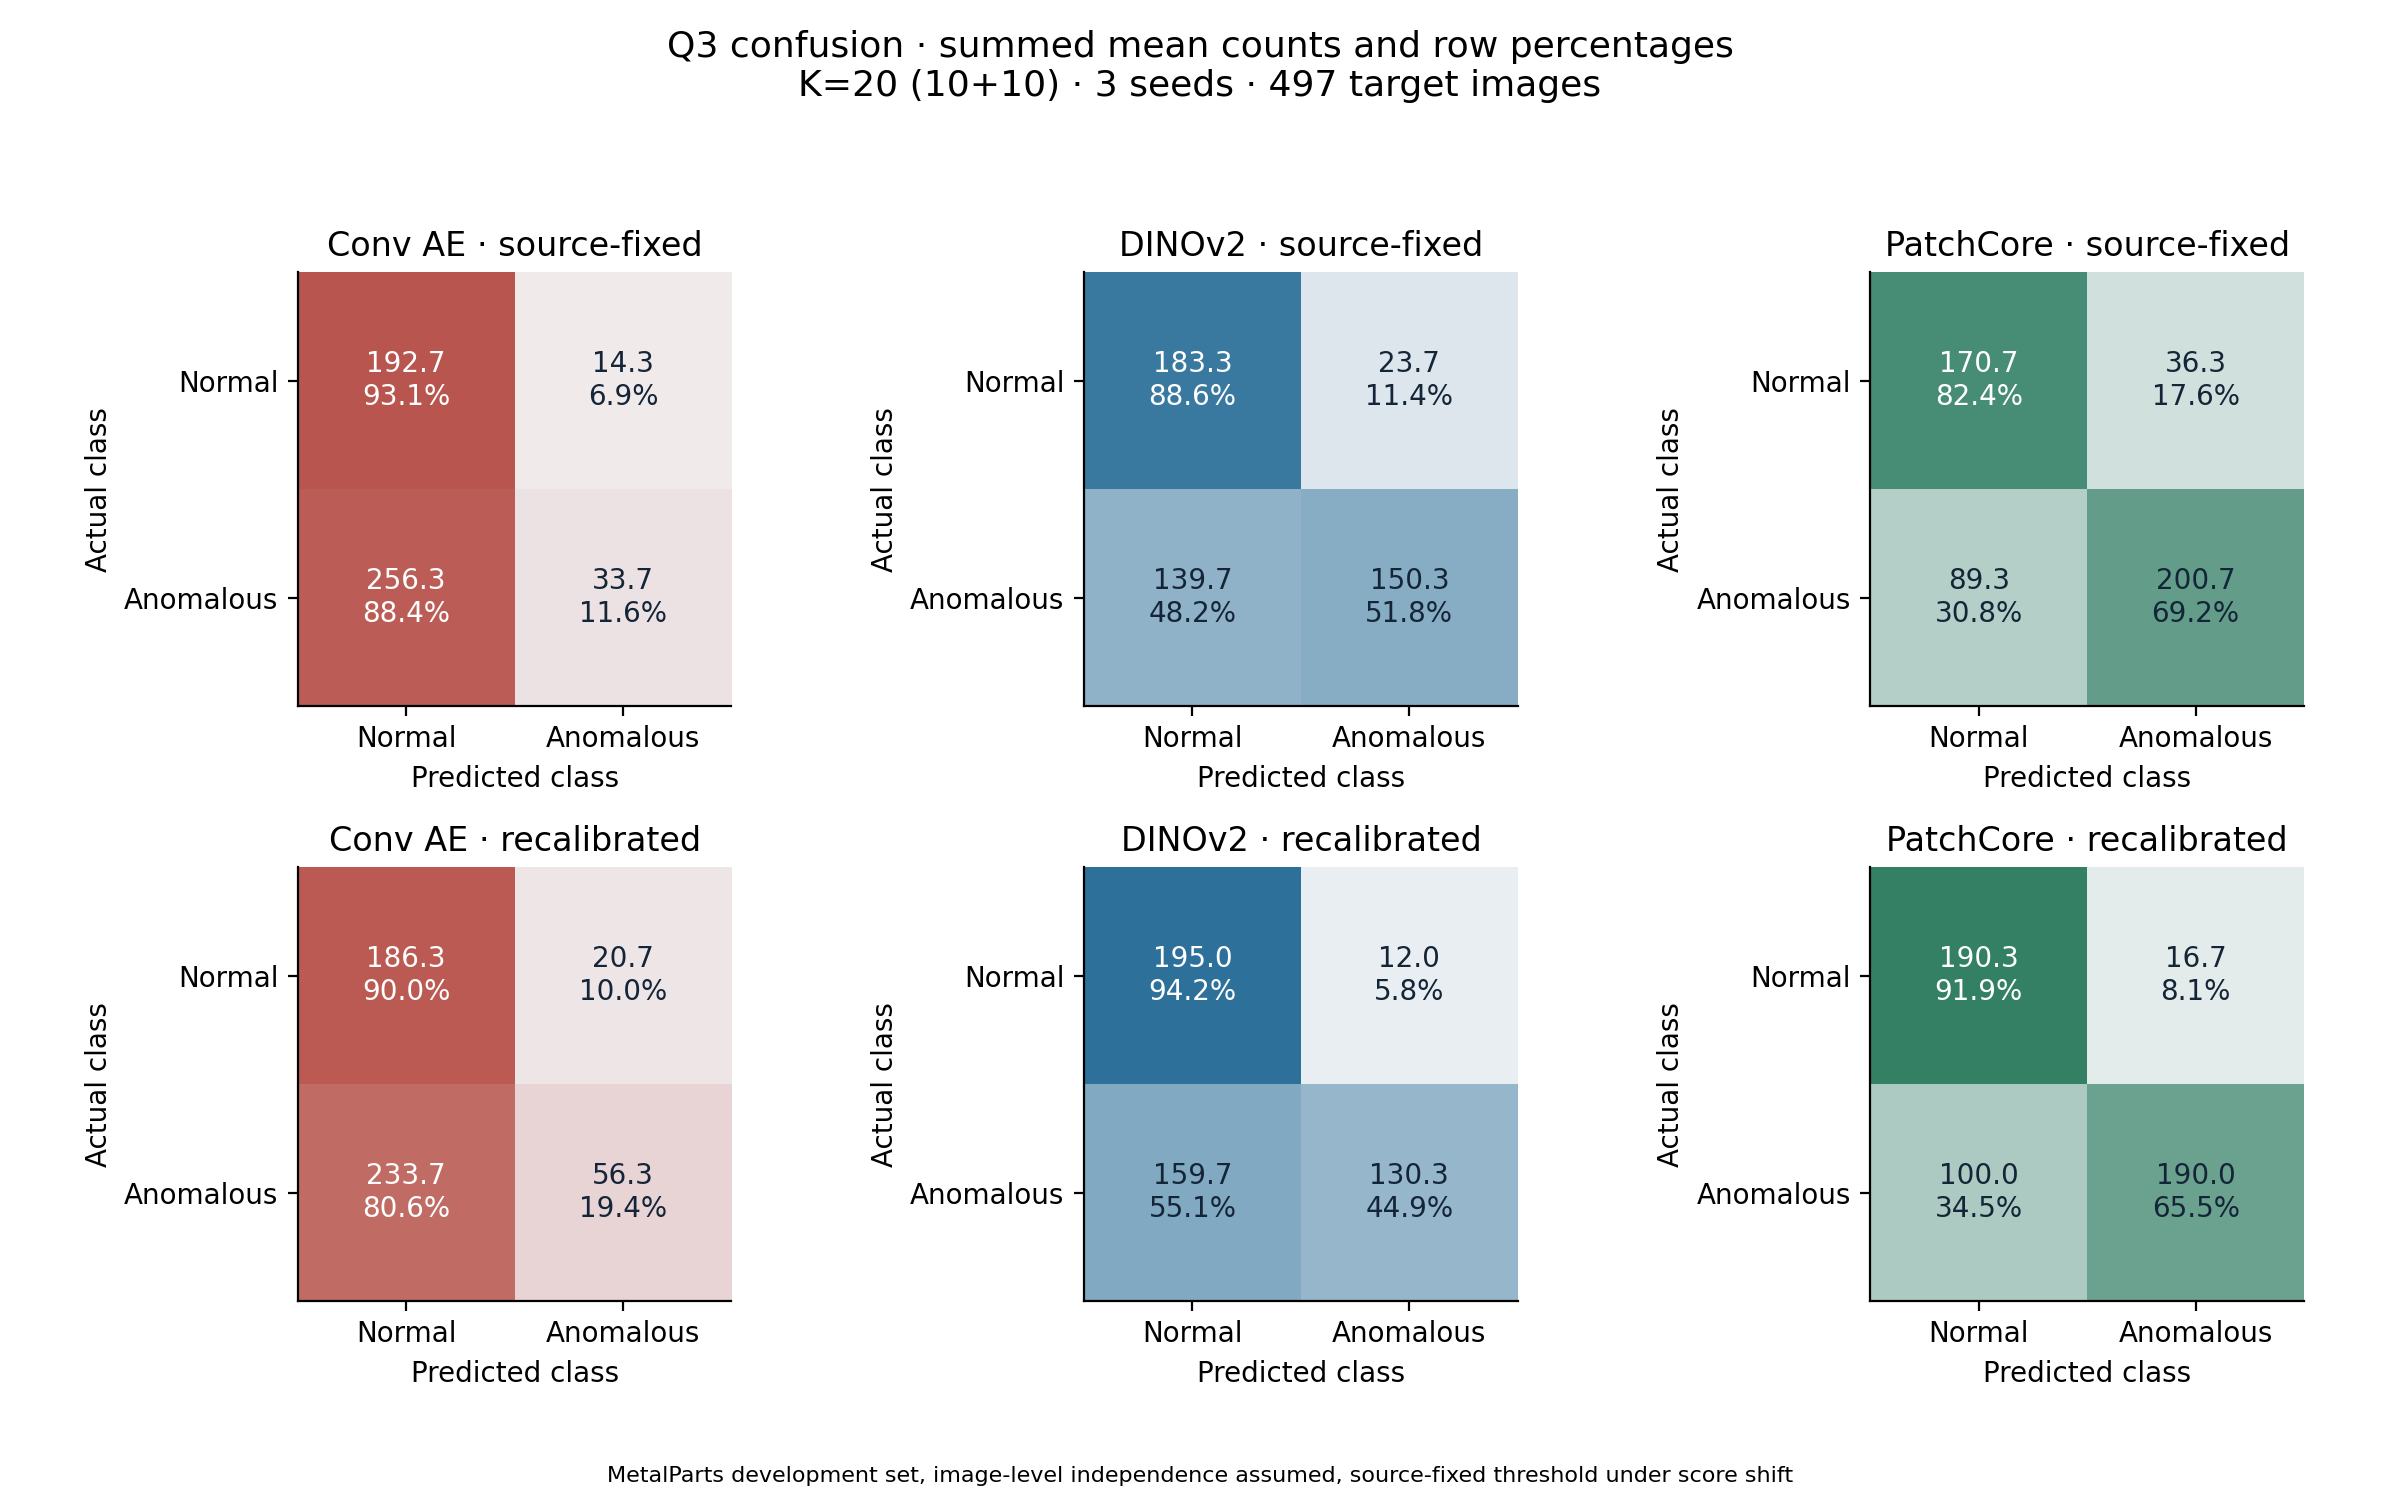 Q3 confusion · summed mean counts and row percentages
K=20 (10+10) · 3 seeds · 497 target images
Conv AE · source-fixed
Actual class
Normal
Anomalous
192.7
93.1%
14.3
6.9%
256.3
88.4%
33.7
11.6%
Normal
Anomalous
Predicted class
DINOv2 · source-fixed
Actual class
Normal
Anomalous
183.3
88.6%
23.7
11.4%
139.7
48.2%
150.3
51.8%
Normal
Anomalous
Predicted class
PatchCore · source-fixed
Actual class
Normal
Anomalous
170.7
82.4%
36.3
17.6%
89.3
30.8%
200.7
69.2%
Normal
Anomalous
Predicted class
Conv AE · recalibrated
Actual class
Normal
Anomalous
186.3
90.0%
20.7
10.0%
233.7
80.6%
56.3
19.4%
Normal
Anomalous
Predicted class
DINOv2 · recalibrated
Actual class
Normal
Anomalous
195.0
94.2%
12.0
5.8%
159.7
55.1%
130.3
44.9%
Normal
Anomalous
Predicted class
PatchCore · recalibrated
Actual class
Normal
Anomalous
190.3
91.9%
16.7
8.1%
100.0
34.5%
190.0
65.5%
Normal
Anomalous
Predicted class
MetalParts development set, image-level independence assumed, source-fixed threshold under score shift